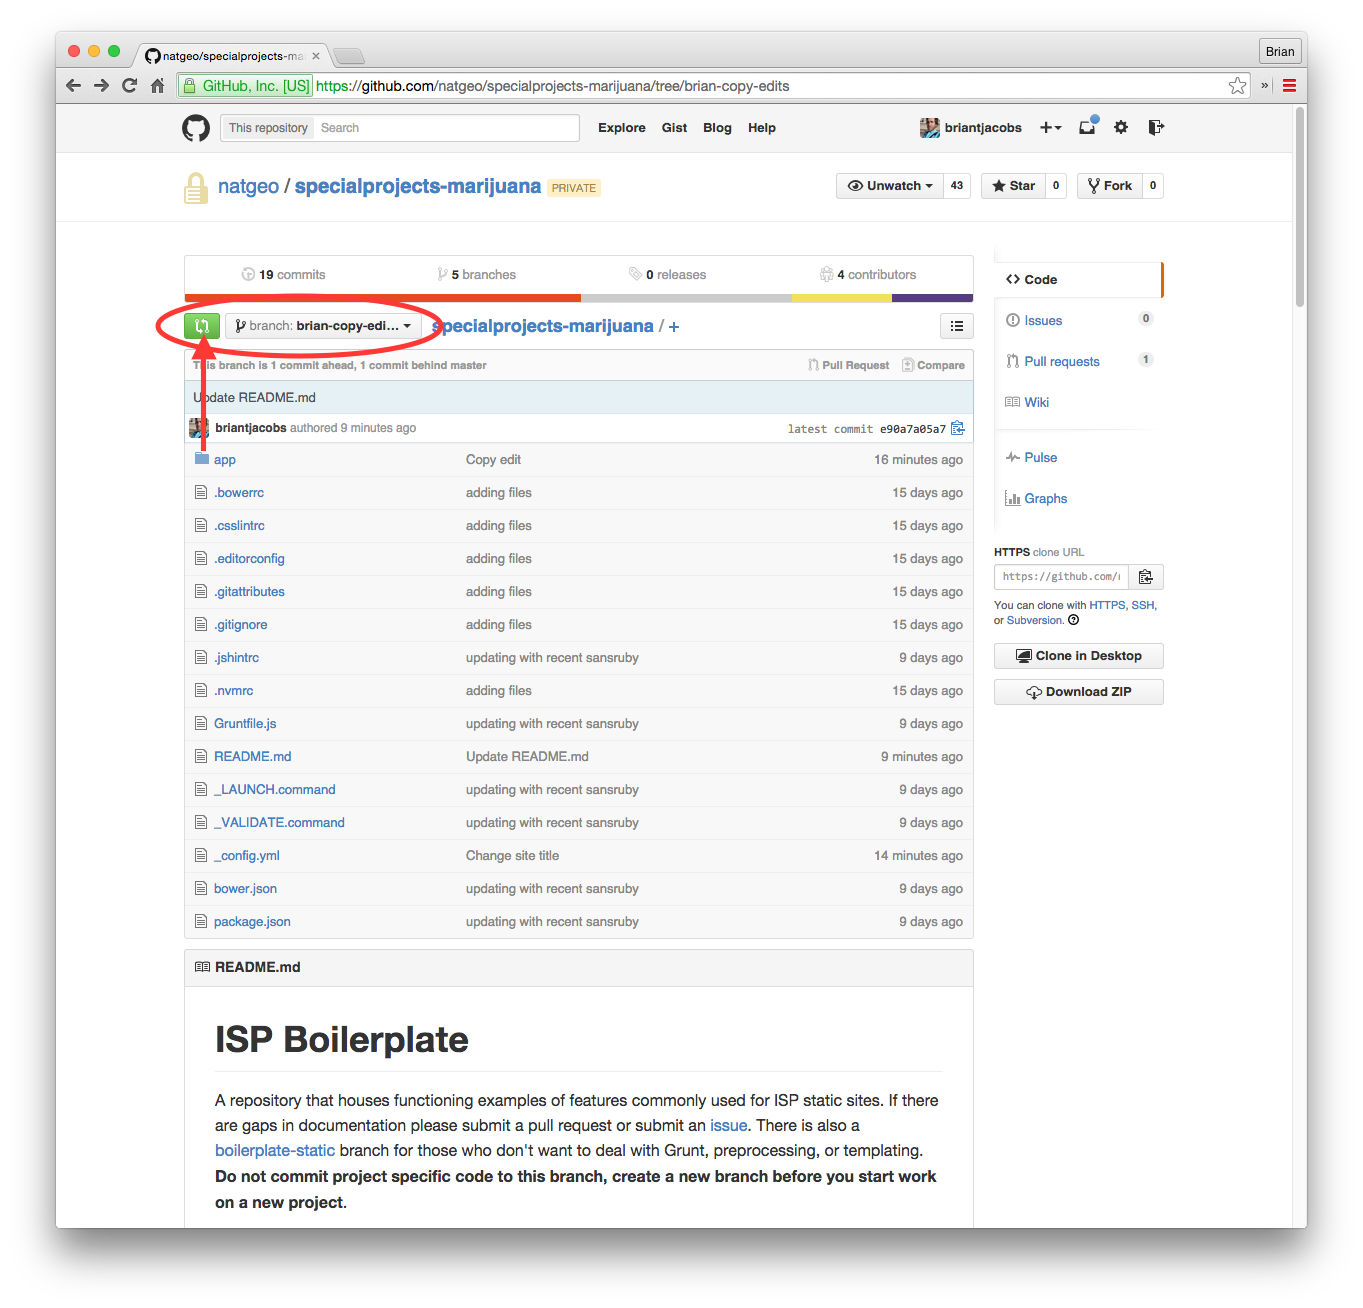 natgeo/specialprojects-ma
Brian
GitHub, Inc. [US] https://github.com/natgeo/specialprojects-marijuana/tree/brian-copy-edits
This repository Search Explore Gist Blog Help briantjacobs
natgeo / specialprojects-marijuana PRIVATE Unwatch 43 Star 0 Fork 0
19 commits 5 branches 0 releases 4 contributors
branch: brian-copy-edi... specialprojects-marijuana / +
This branch is 1 commit ahead, 1 commit behind master Pull Request Compare
Update README.md
briantjacobs authored 9 minutes ago latest commit e90a7a05a7
app Copy edit 16 minutes ago
.bowerrc adding files 15 days ago
.csslintrc adding files 15 days ago
.editorconfig adding files 15 days ago
.gitattributes adding files 15 days ago
.gitignore adding files 15 days ago
.jshintrc updating with recent sansruby 9 days ago
.nvmrc adding files 15 days ago
Gruntfile.js updating with recent sansruby 9 days ago
README.md Update README.md 9 minutes ago
_LAUNCH.command updating with recent sansruby 9 days ago
_VALIDATE.command updating with recent sansruby 9 days ago
_config.yml Change site title 14 minutes ago
bower.json updating with recent sansruby 9 days ago
package.json updating with recent sansruby 9 days ago
Code
Issues 0
Pull requests 1
Wiki
Pulse
Graphs
HTTPS clone URL
https://github.com/
You can clone with HTTPS, SSH,
or Subversion.
Clone in Desktop
Download ZIP
README.md
ISP Boilerplate
A repository that houses functioning examples of features commonly used for ISP static sites. If there
are gaps in documentation please submit a pull request or submit an issue. There is also a
boilerplate-static branch for those who don't want to deal with Grunt, preprocessing, or templating.
Do not commit project specific code to this branch, create a new branch before you start work
on a new project.